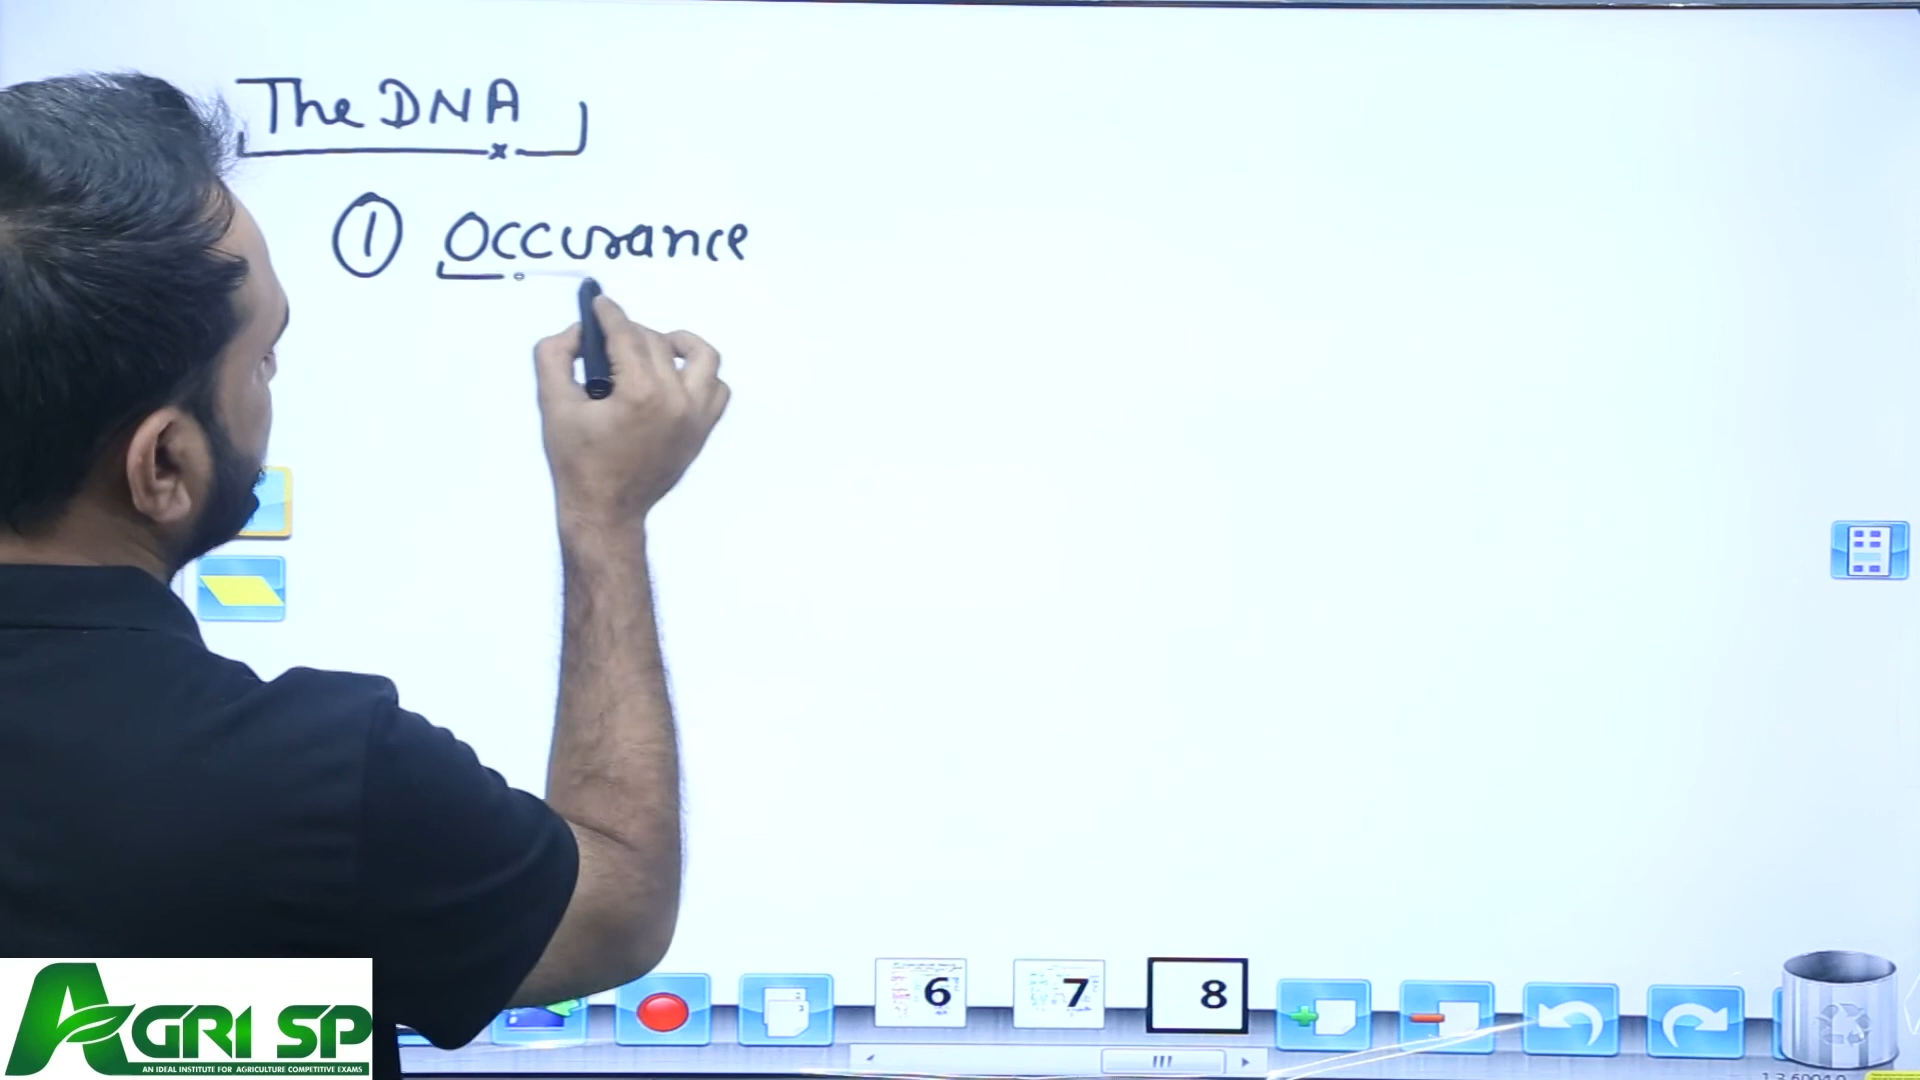 The DNA
① Occurance
6 7 8
AGRI SP
AN IDEAL INSTITUTE FOR AGRICULTURE COMPETITIVE EXAMS